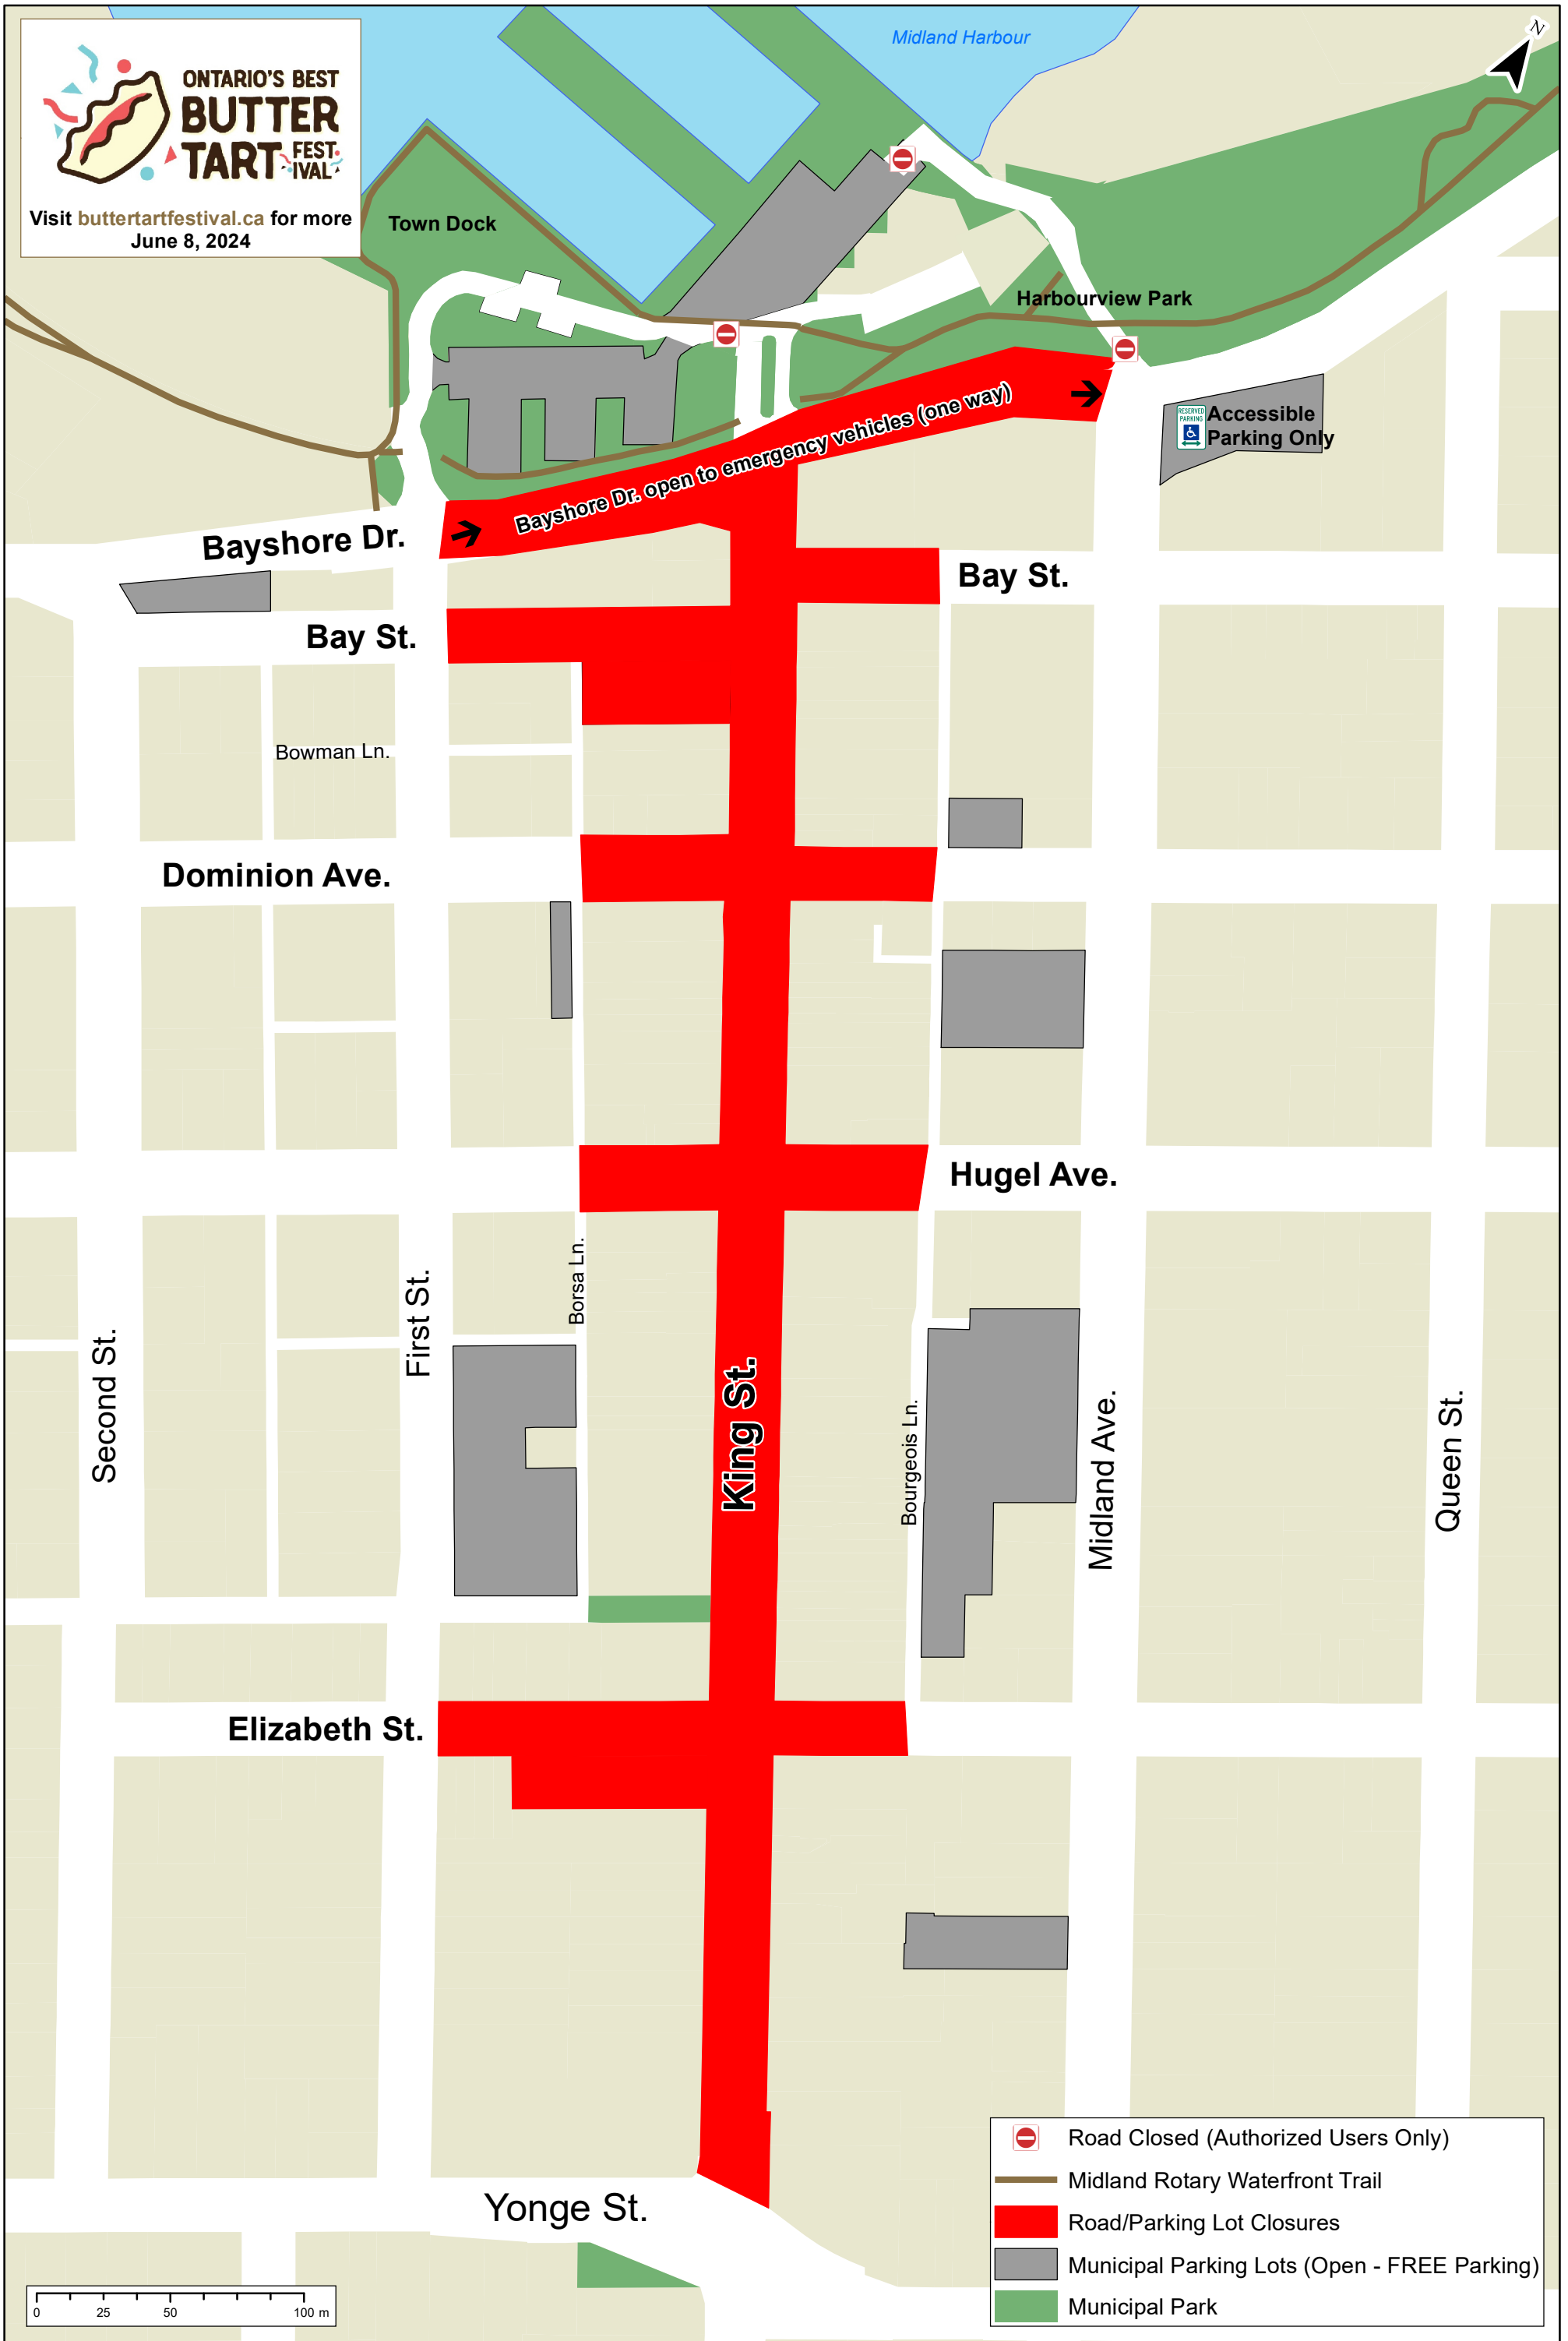 ONTARIO'S BEST
BUTTER
TART FEST
IVAL
Visit buttertartfestival.ca for more
June 8, 2024
Midland Harbour
N
Town Dock
Harbourview Park
RESERVED
PARKING
Accessible
Parking Only
Bayshore Dr. open to emergency vehicles (one way)
Bayshore Dr.
Bay St.
Bay St.
Bowman Ln.
Dominion Ave.
Hugel Ave.
Borsa Ln.
First St.
Second St.
King St.
Bourgeois Ln.
Midland Ave.
Queen St.
Elizabeth St.
Yonge St.
Road Closed (Authorized Users Only)
Midland Rotary Waterfront Trail
Road/Parking Lot Closures
Municipal Parking Lots (Open - FREE Parking)
Municipal Park
0 25 50 100 m